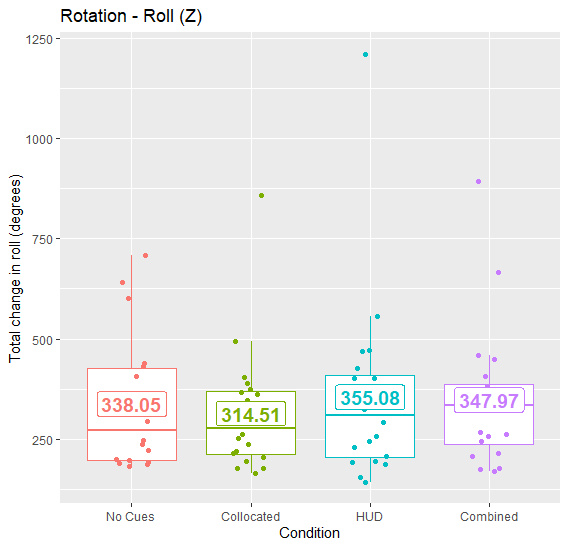 Rotation - Roll (Z)
Total change in roll (degrees)
1250
1000
750
500
250
338.05
314.51
355.08
347.97
No Cues
Collocated
HUD
Combined
Condition